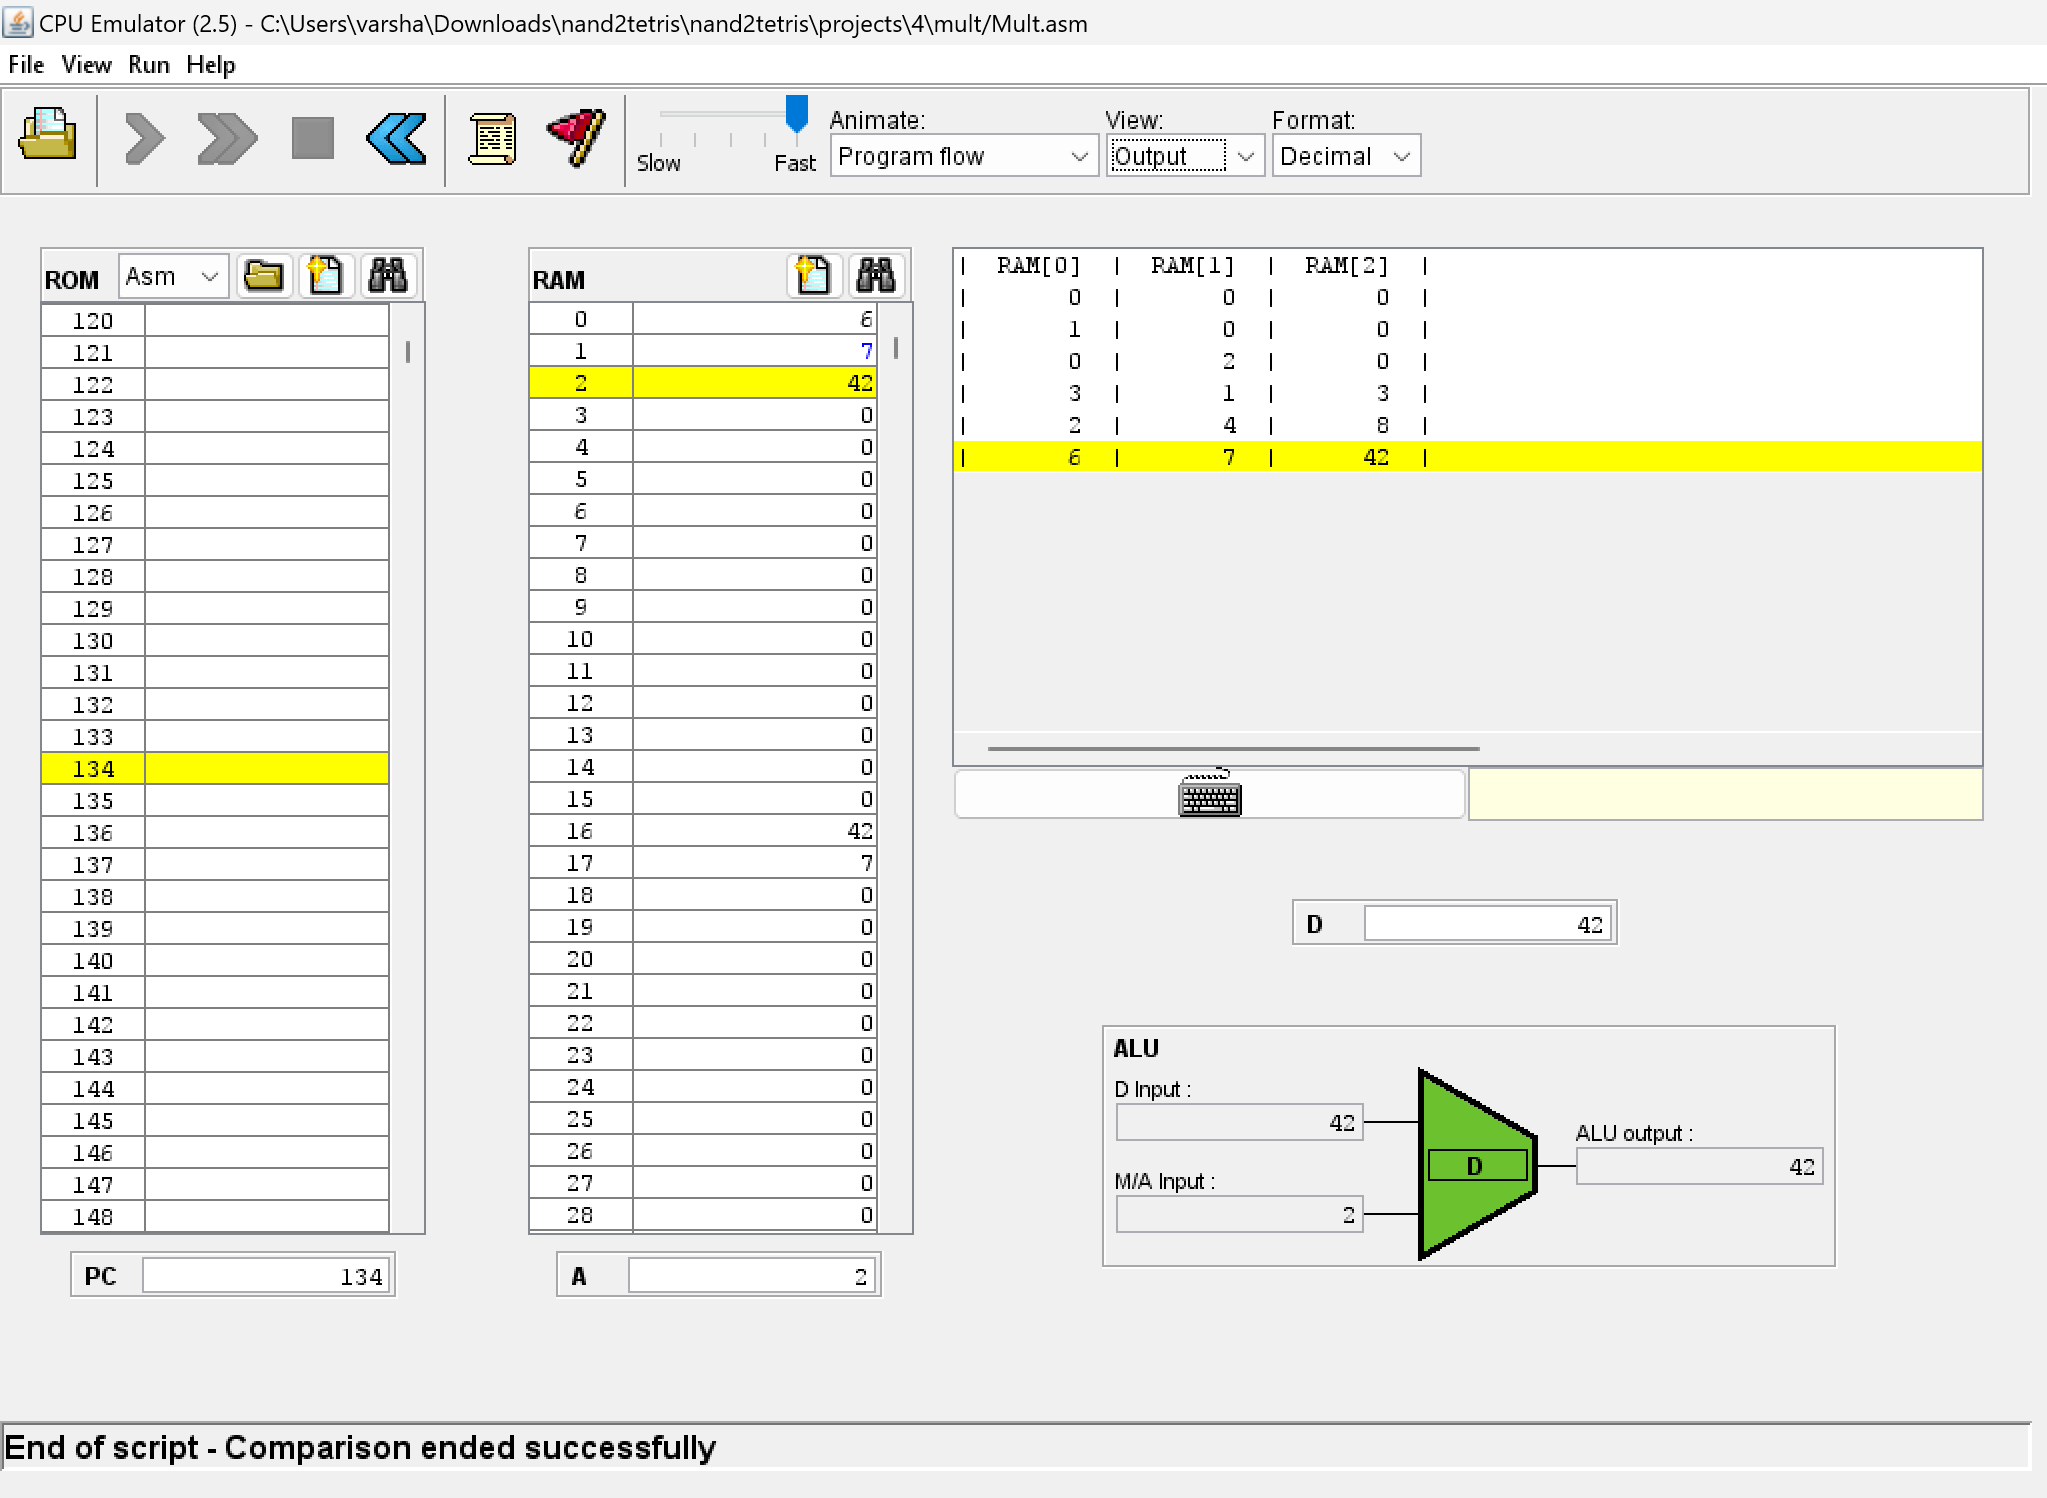 CPU Emulator (2.5) - C:\Users\varsha\Downloads\nand2tetris\nand2tetris\projects\4\mult/Mult.asm
File View Run Help
Slow Fast
Animate:
Program flow
View:
Output
Format:
Decimal
ROM Asm
120
121
122
123
124
125
126
127
128
129
130
131
132
133
134
135
136
137
138
139
140
141
142
143
144
145
146
147
148
PC 134
RAM
0 6
1 7
2 42
3 0
4 0
5 0
6 0
7 0
8 0
9 0
10 0
11 0
12 0
13 0
14 0
15 0
16 42
17 7
18 0
19 0
20 0
21 0
22 0
23 0
24 0
25 0
26 0
27 0
28 0
A 2
| RAM[0] | RAM[1] | RAM[2] |
| 0 | 0 | 0 |
| 1 | 0 | 0 |
| 0 | 2 | 0 |
| 3 | 1 | 3 |
| 2 | 4 | 8 |
| 6 | 7 | 42 |
D 42
ALU
D Input :
42
M/A Input :
2
D
ALU output :
42
End of script - Comparison ended successfully